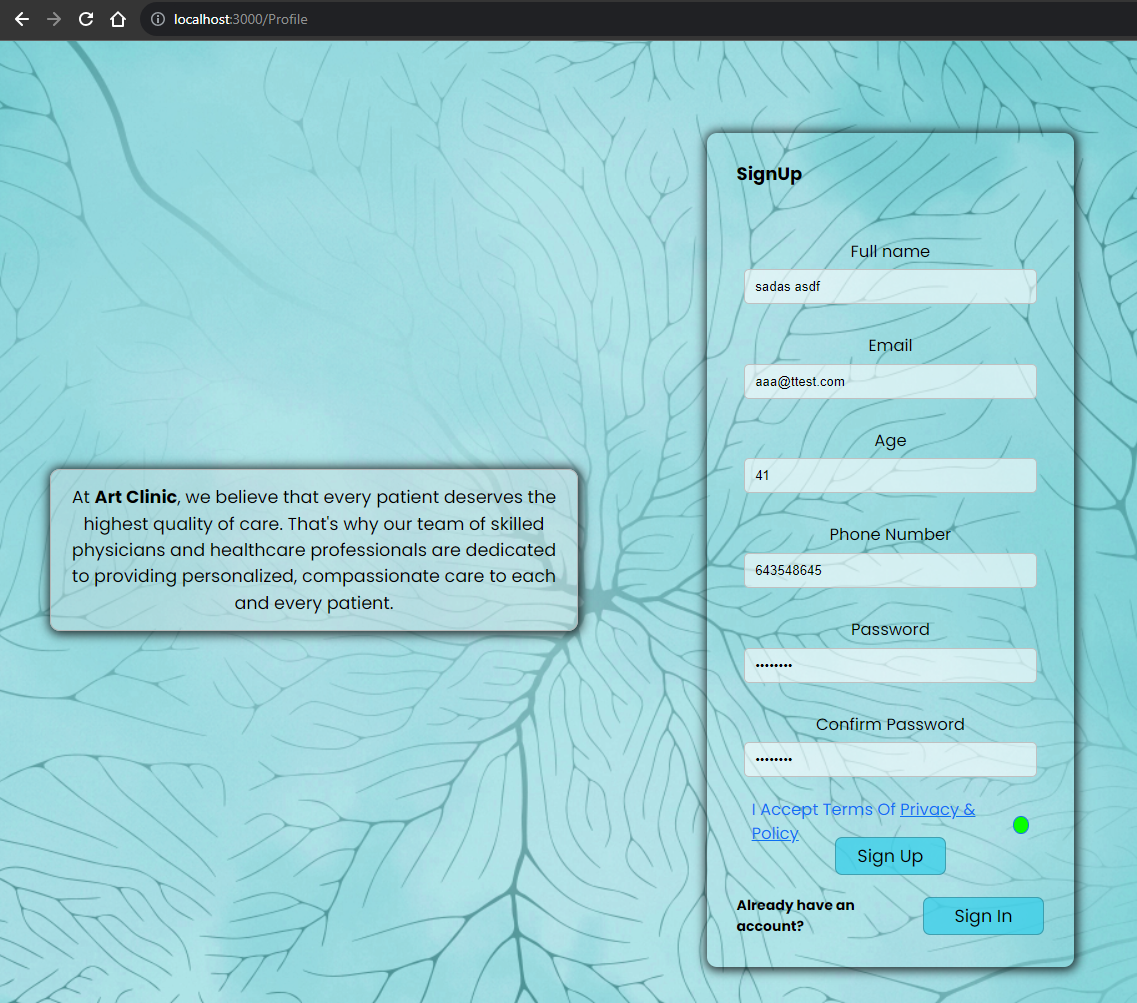 localhost:3000/Profile
SignUp
Full name
sadas asdf
Email
aaa@ttest.com
Age
41
Phone Number
643548645
Password
••••••••
Confirm Password
••••••••
I Accept Terms Of Privacy &
Policy
Sign Up
Already have an
account?
Sign In
At Art Clinic, we believe that every patient deserves the
highest quality of care. That's why our team of skilled
physicians and healthcare professionals are dedicated
to providing personalized, compassionate care to each
and every patient.